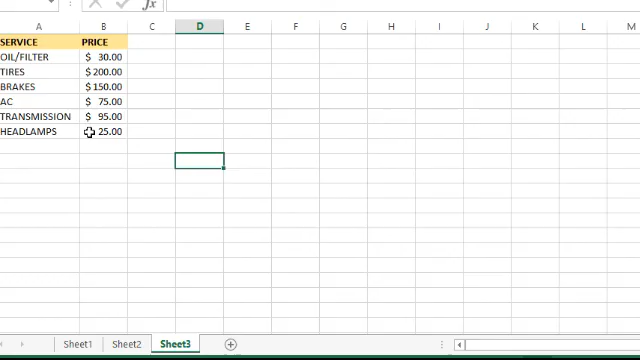 fx
A B C D E F G H I J K L M
SERVICE PRICE
OIL/FILTER $ 30.00
TIRES $ 200.00
BRAKES $ 150.00
AC $ 75.00
TRANSMISSION $ 95.00
HEADLAMPS 25.00
Sheet1 Sheet2 Sheet3